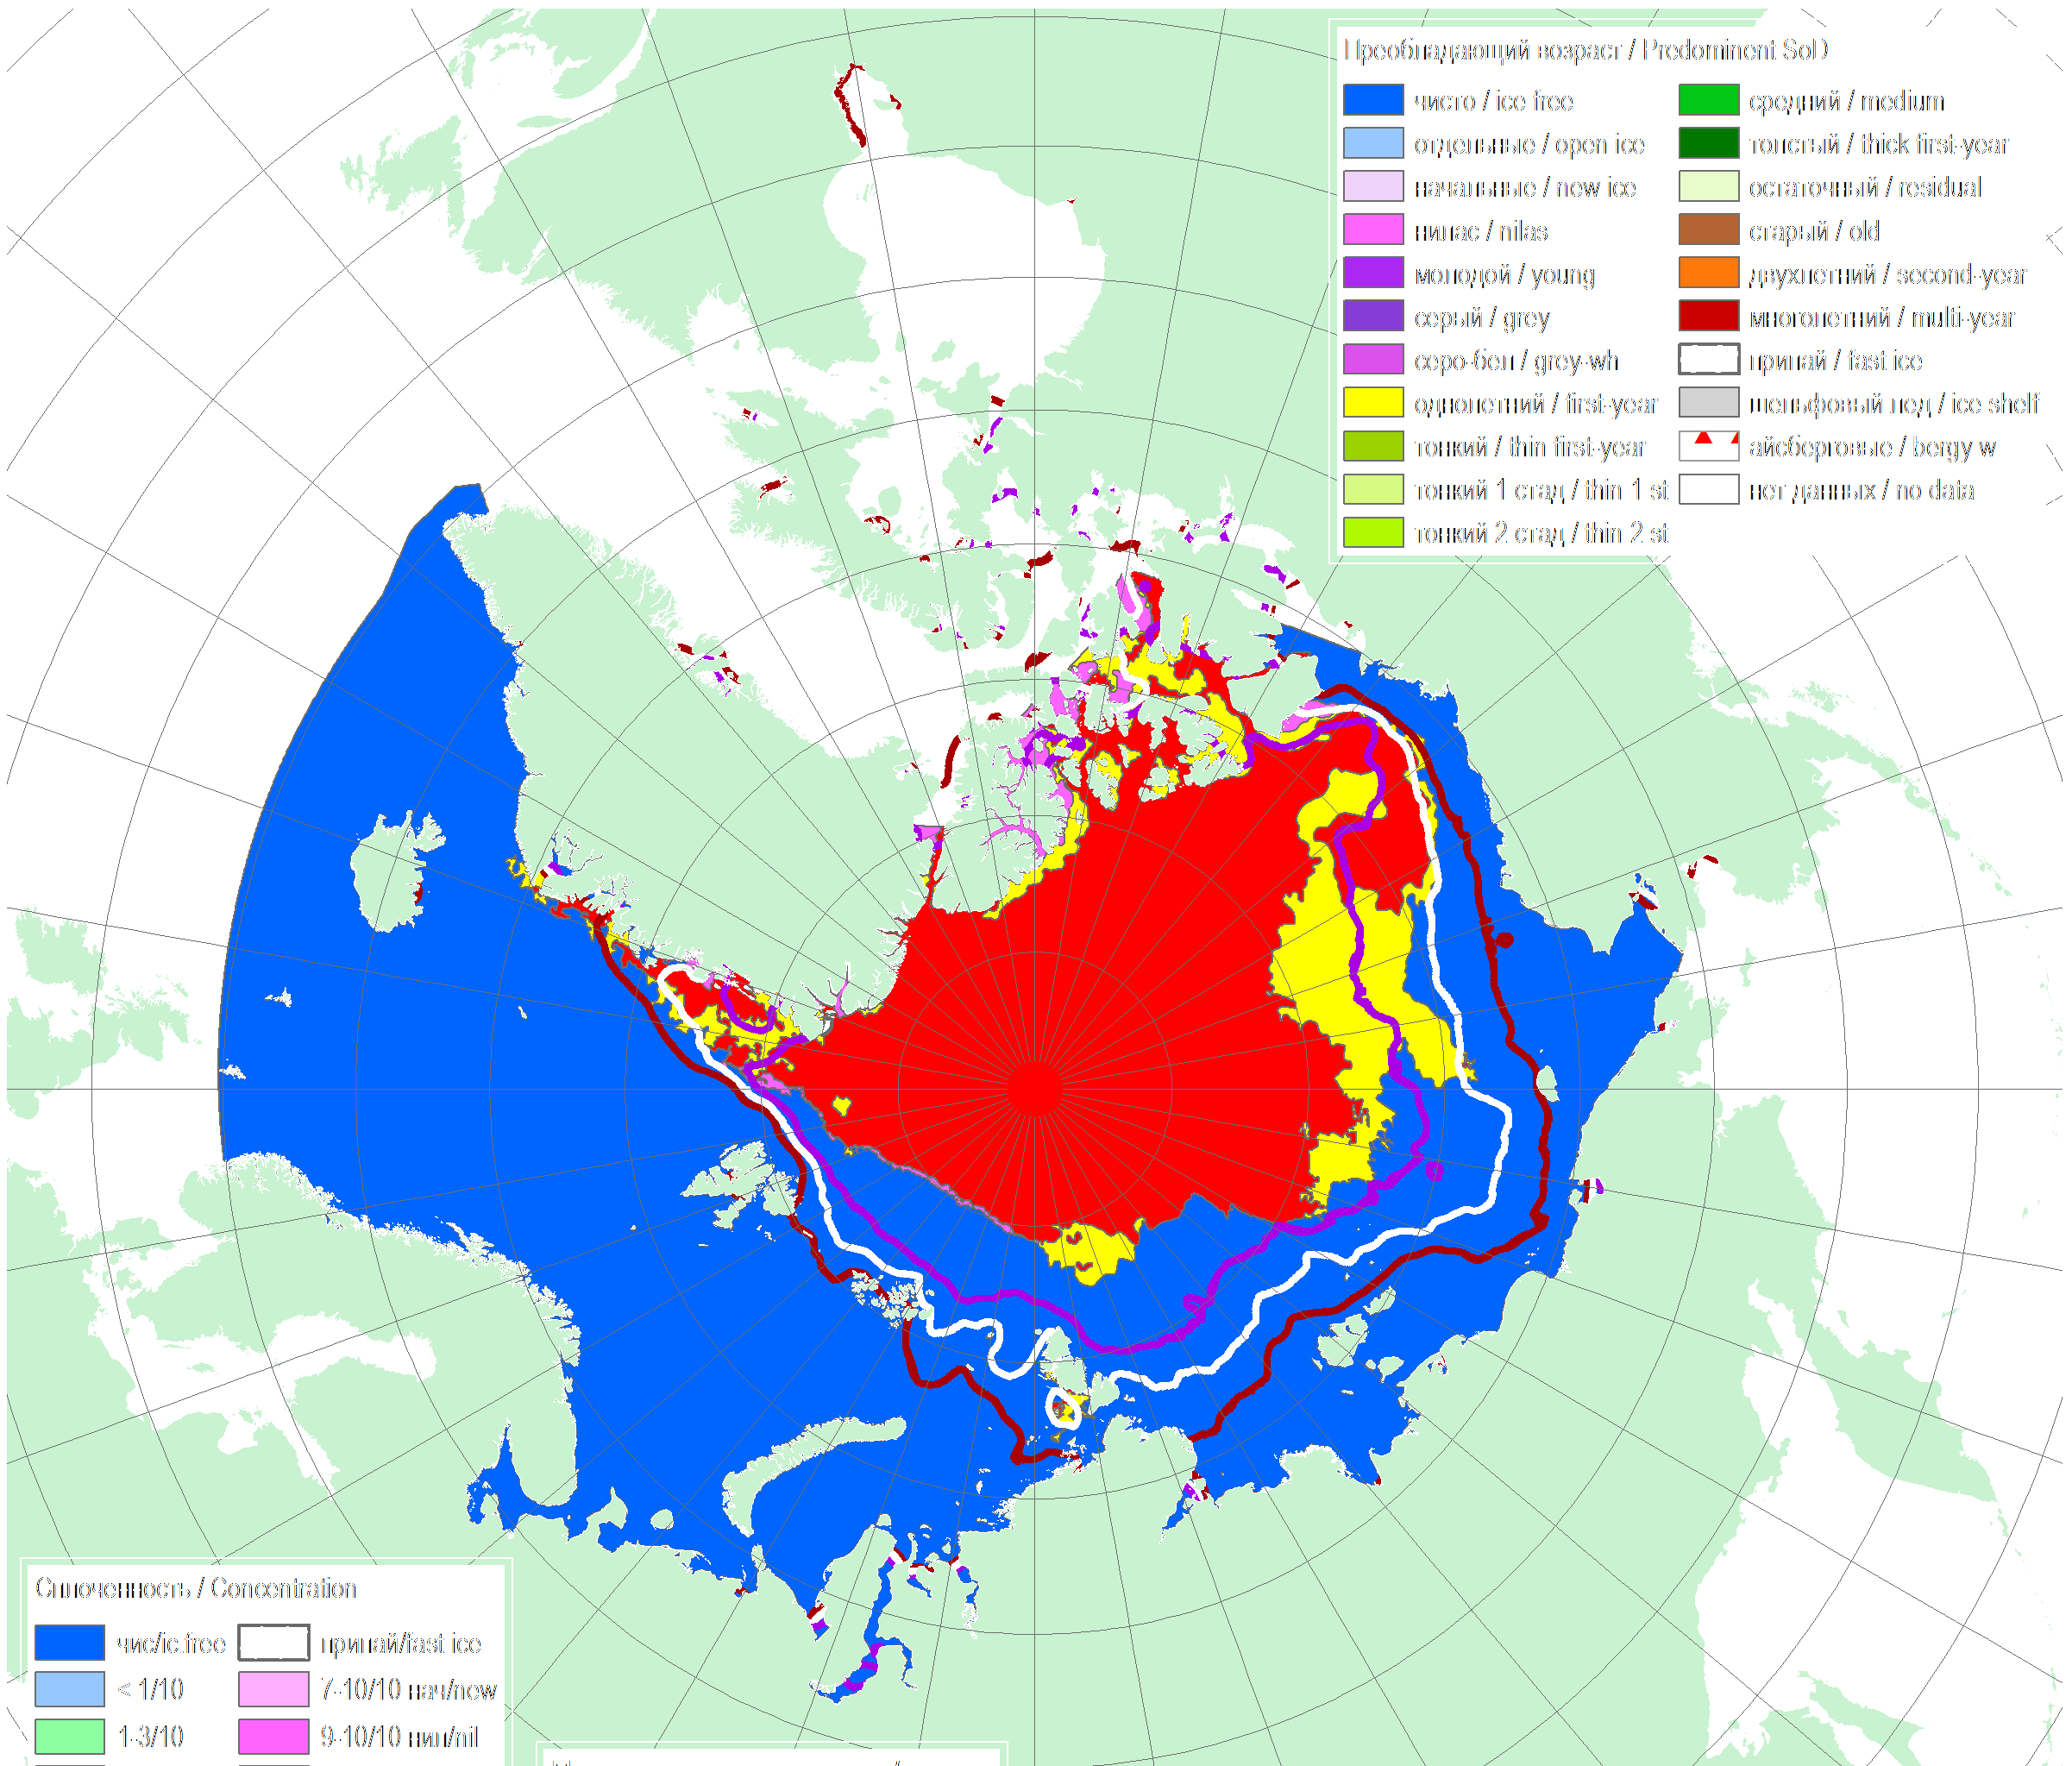 Преобладающий возраст / Predominent SoD
чисто / ice free
отдельные / open ice
начальные / new ice
нилас / nilas
молодой / young
серый / grey
серо-бел / grey-wh
однолетний / first-year
тонкий / thin first-year
тонкий 1 стад / thin 1 st
тонкий 2 стад / thin 2 st
средний / medium
толстый / thick first-year
остаточный / residual
старый / old
двухлетний / second-year
многолетний / multi-year
припай / fast ice
шельфовый лед / ice shelf
айсберговые / bergy w
нет данных / no data
Сплоченность / Concentration
чис/ic.free
< 1/10
1-3/10
припай/fast ice
7-10/10 нач/new
9-10/10 нил/nil